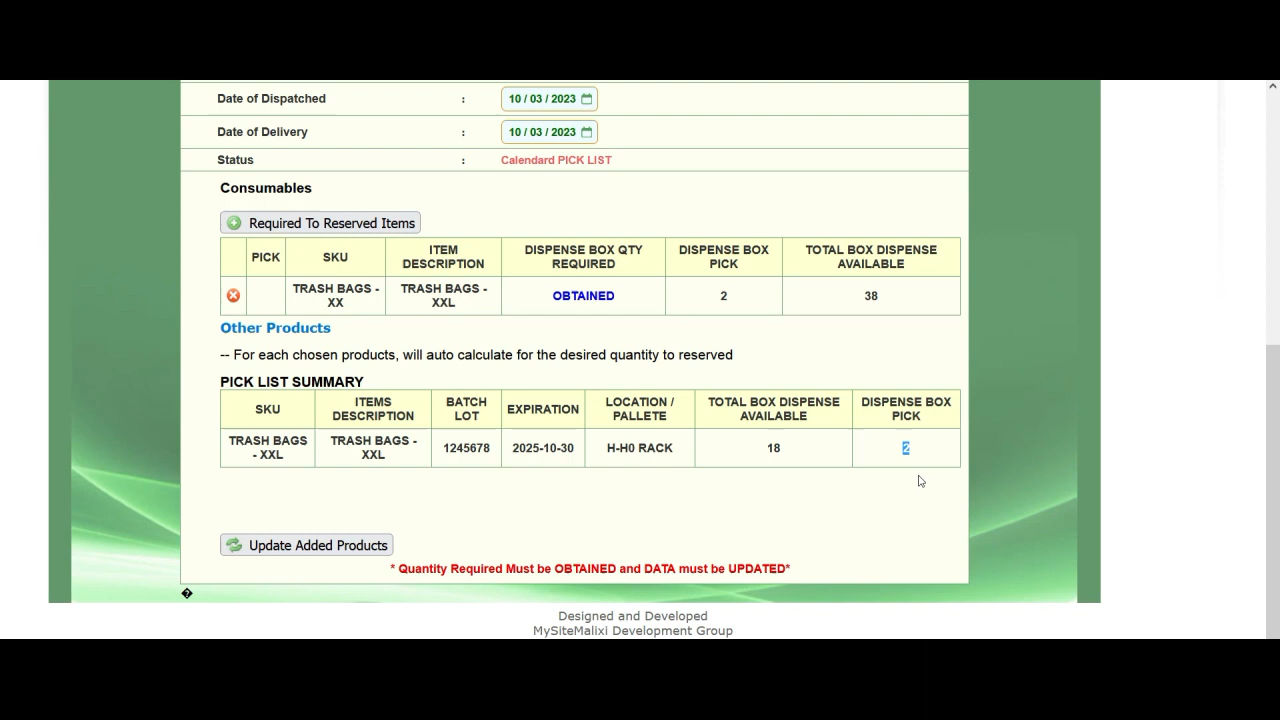 Date of Dispatched : 10 / 03 / 2023
Date of Delivery : 10 / 03 / 2023
Status : Calendard PICK LIST
Consumables
Required To Reserved Items
PICK SKU ITEM DESCRIPTION DISPENSE BOX QTY REQUIRED DISPENSE BOX PICK TOTAL BOX DISPENSE AVAILABLE
TRASH BAGS - XX TRASH BAGS - XXL OBTAINED 2 38
Other Products
-- For each chosen products, will auto calculate for the desired quantity to reserved
PICK LIST SUMMARY
SKU ITEMS DESCRIPTION BATCH LOT EXPIRATION LOCATION / PALLETE TOTAL BOX DISPENSE AVAILABLE DISPENSE BOX PICK
TRASH BAGS - XXL TRASH BAGS - XXL 1245678 2025-10-30 H-H0 RACK 18 2
Update Added Products
* Quantity Required Must be OBTAINED and DATA must be UPDATED*
�
Designed and Developed
MySiteMalixi Development Group